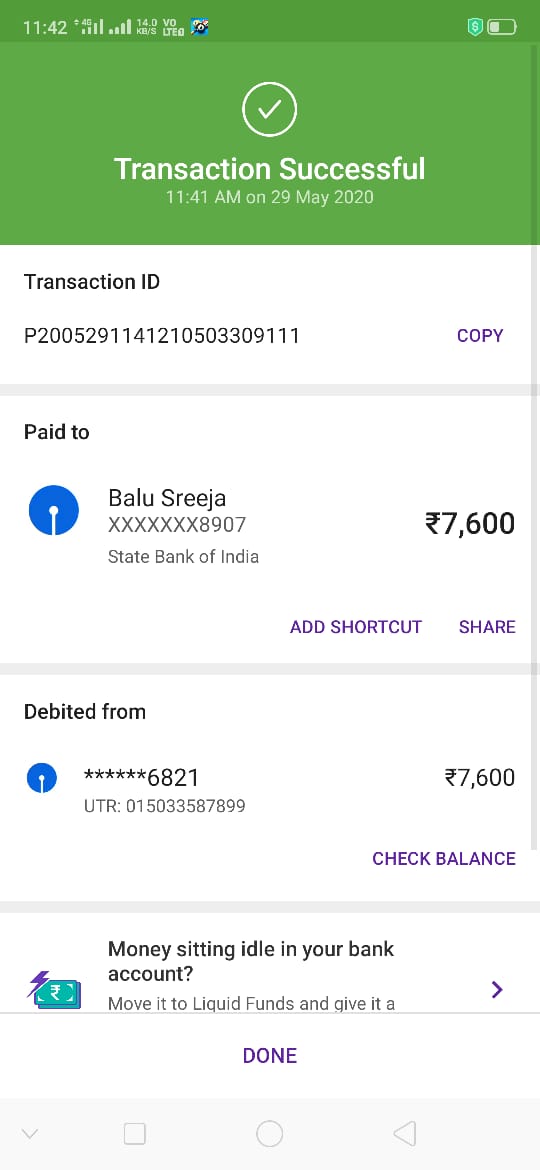 11:42 4G 14.0 KB/S VO LTE
Transaction Successful
11:41 AM on 29 May 2020
Transaction ID
P2005291141210503309111 COPY
Paid to
Balu Sreeja
XXXXXXX8907
₹7,600
State Bank of India
ADD SHORTCUT SHARE
Debited from
******6821 ₹7,600
UTR: 015033587899
CHECK BALANCE
Money sitting idle in your bank
account?
Move it to Liquid Funds and give it a
DONE